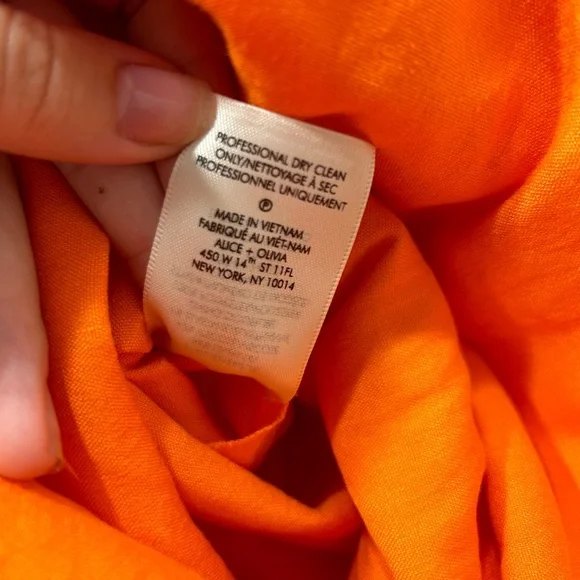 PROFESSIONAL DRY CLEAN
ONLY/NETTOYAGE À SEC
PROFESSIONNEL UNIQUEMENT
Ⓟ
MADE IN VIETNAM
FABRIQUÉ AU VIÊT-NAM
ALICE + OLIVIA
450 W 14TH ST 11FL
NEW YORK, NY 10014